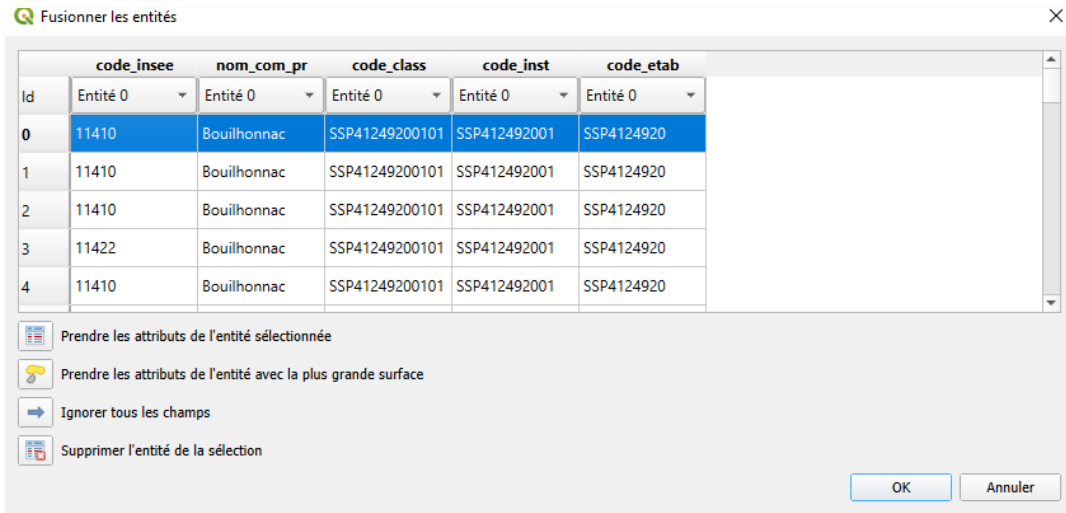 Fusionner les entités
code_insee nom_com_pr code_class code_inst code_etab
Id Entité 0 Entité 0 Entité 0 Entité 0 Entité 0
0 11410 Bouilhonnac SSP41249200101 SSP412492001 SSP4124920
1 11410 Bouilhonnac SSP41249200101 SSP412492001 SSP4124920
2 11410 Bouilhonnac SSP41249200101 SSP412492001 SSP4124920
3 11422 Bouilhonnac SSP41249200101 SSP412492001 SSP4124920
4 11410 Bouilhonnac SSP41249200101 SSP412492001 SSP4124920
Prendre les attributs de l'entité sélectionnée
Prendre les attributs de l'entité avec la plus grande surface
Ignorer tous les champs
Supprimer l'entité de la sélection
OK Annuler